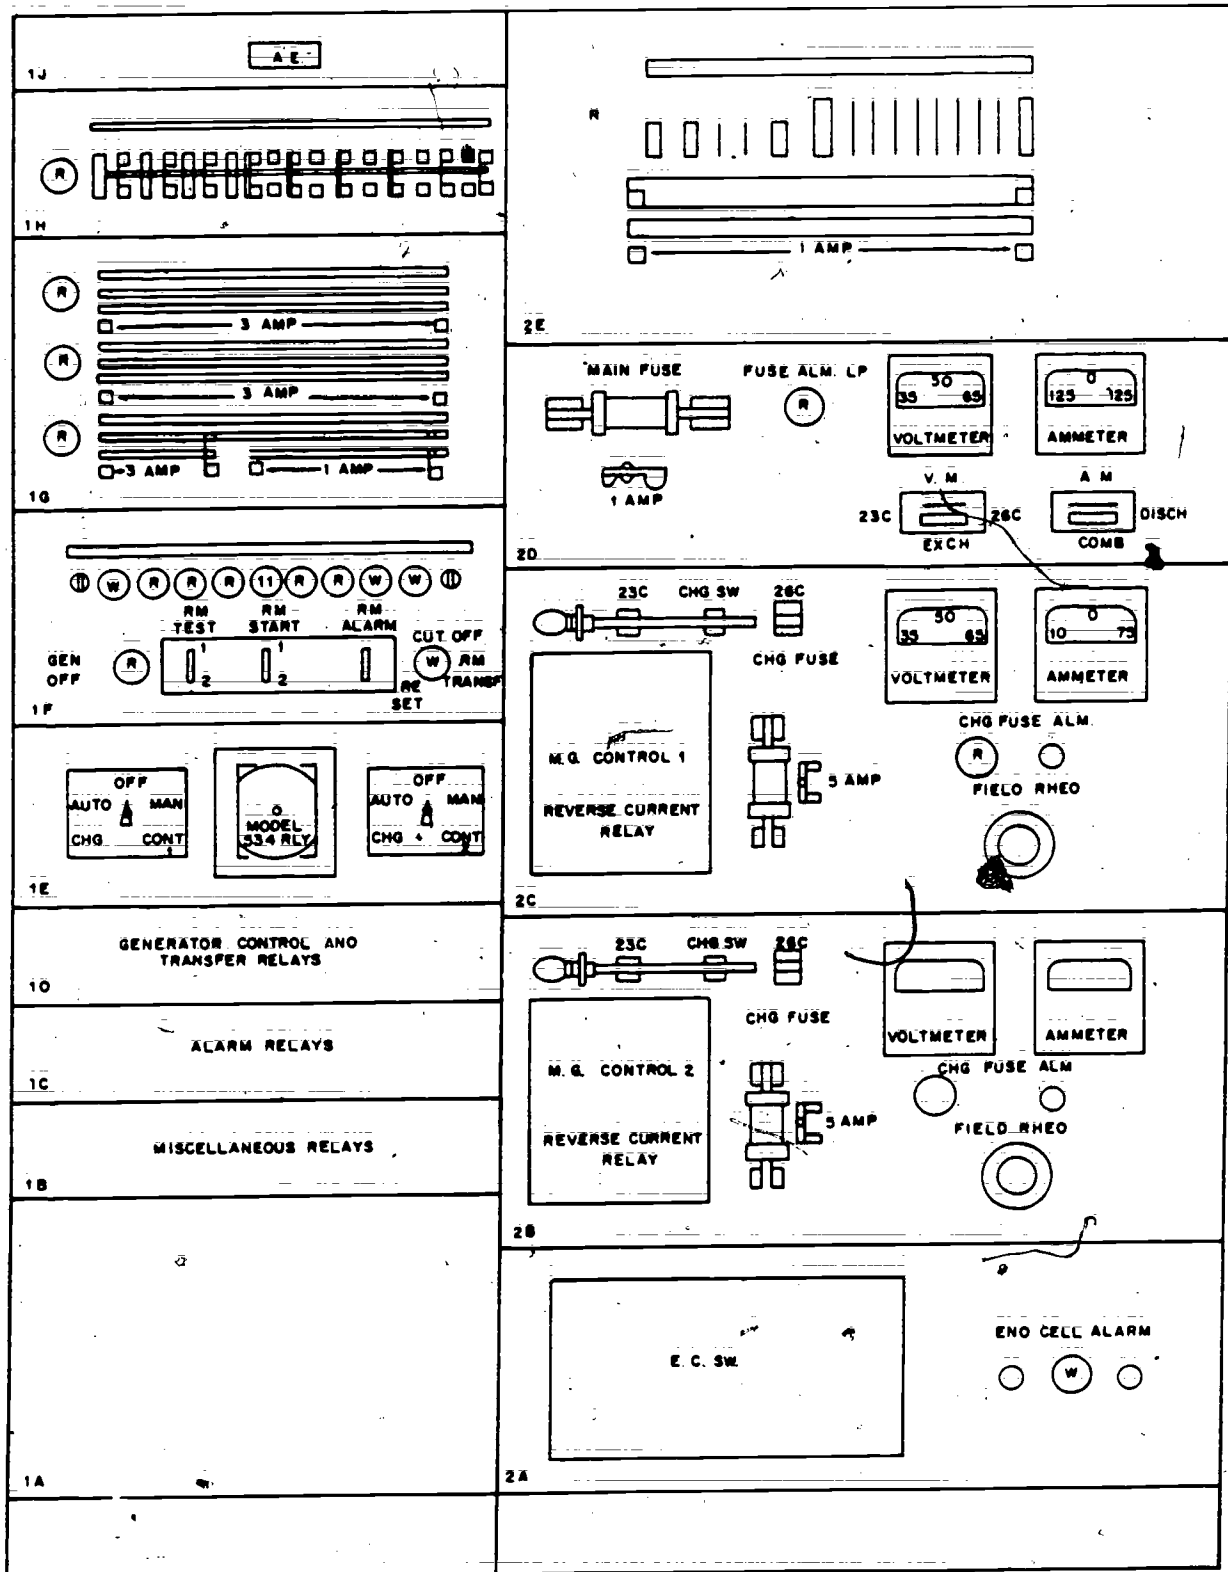 A E
1J
R
1H
R
3 AMP
R
3 AMP
R
3 AMP
1 AMP
1G
W R R R 11 R R W W
RM TEST
RM START
RM ALARM
CUT OFF
GEN OFF
R
1
2
1
2
W
RM TRANSF
RE SET
1F
OFF
AUTO MAN
CHG CONT
1
MODEL
534 RLY
OFF
AUTO MAN
CHG CONT
1E
GENERATOR CONTROL AND
TRANSFER RELAYS
1D
ALARM RELAYS
1C
MISCELLANEOUS RELAYS
1B
1A
R
1 AMP
2E
MAIN FUSE
1 AMP
FUSE ALM. LP
R
50
35 65
VOLTMETER
0
125 125
AMMETER
V. M.
23C 26C
EXCH
A M
DISCH
COMB
2D
23C CHG SW 26C
CHG FUSE
M.G. CONTROL 1
REVERSE CURRENT
RELAY
5 AMP
50
35 65
VOLTMETER
0
10 75
AMMETER
CHG FUSE ALM.
R
FIELD RHEO
2C
23C CHG SW 26C
CHG FUSE
M. G. CONTROL 2
REVERSE CURRENT
RELAY
5 AMP
VOLTMETER
AMMETER
CHG FUSE ALM
FIELD RHEO
2B
E. C. SW.
END CELL ALARM
W
2A